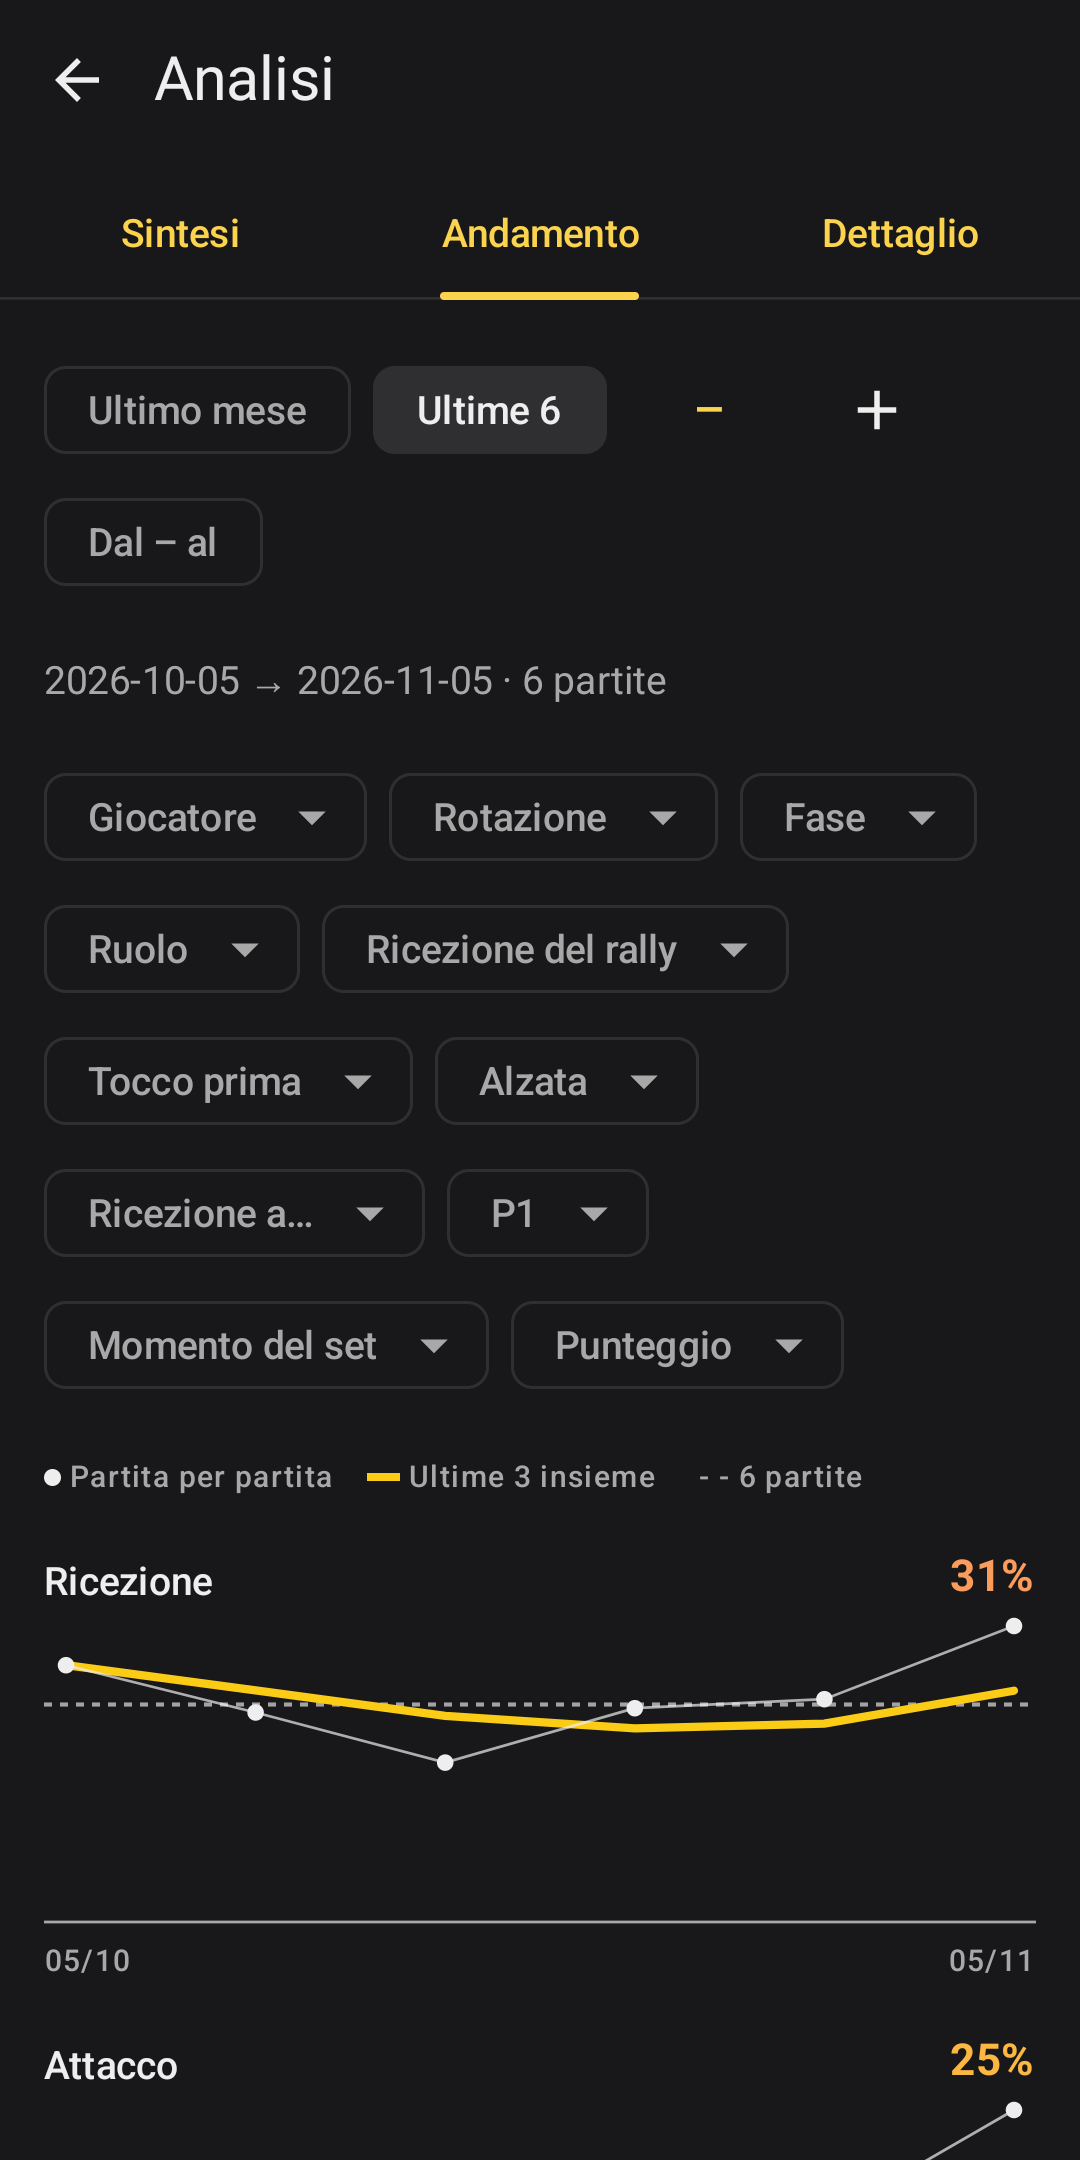 Analisi
Sintesi Andamento Dettaglio
Ultimo mese Ultime 6 − +
Dal – al
2026-10-05 → 2026-11-05 · 6 partite
Giocatore Rotazione Fase
Ruolo Ricezione del rally
Tocco prima Alzata
Ricezione a... P1
Momento del set Punteggio
Partita per partita Ultime 3 insieme - - 6 partite
Ricezione 31%
05/10 05/11
Attacco 25%